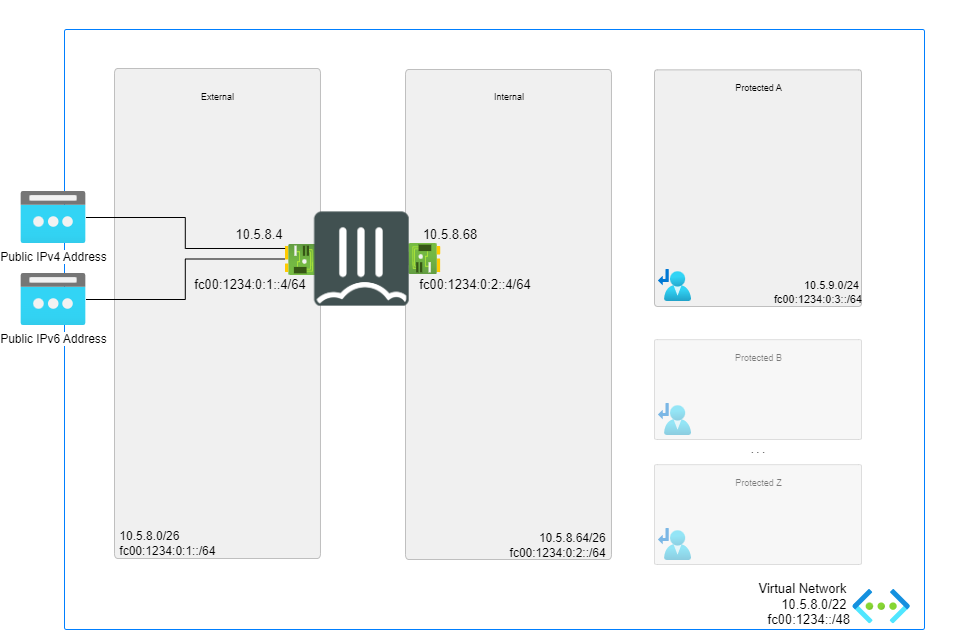 External
Internal
Protected A
Public IPv4 Address
Public IPv6 Address
10.5.8.4
fc00:1234:0:1::4/64
10.5.8.68
fc00:1234:0:2::4/64
10.5.9.0/24
fc00:1234:0:3::/64
Protected B
. . .
Protected Z
10.5.8.0/26
fc00:1234:0:1::/64
10.5.8.64/26
fc00:1234:0:2::/64
Virtual Network
10.5.8.0/22
fc00:1234::/48